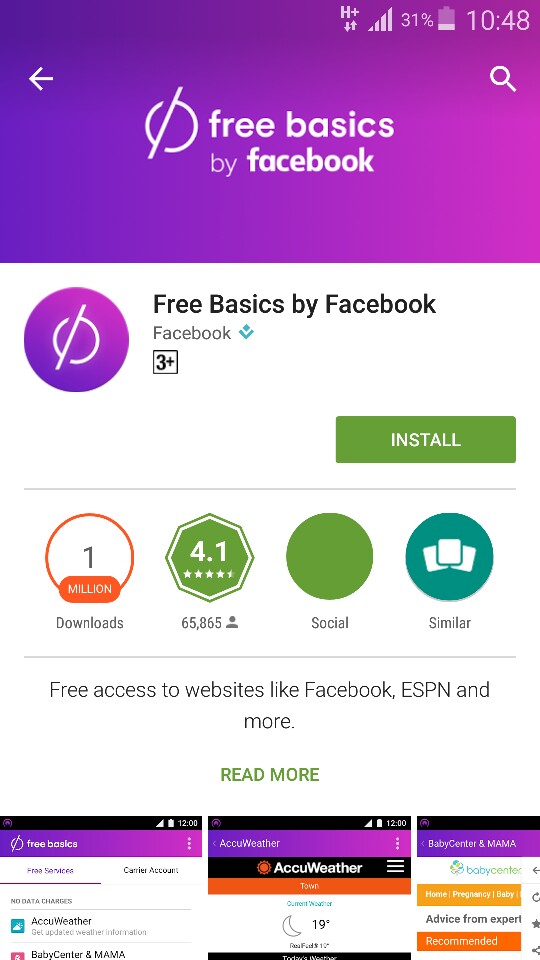 H+ 31% 10:48
free basics
by facebook
Free Basics by Facebook
Facebook
3+
INSTALL
1
MILLION
Downloads
4.1
65,865
Social
Similar
Free access to websites like Facebook, ESPN and
more.
READ MORE
12:00
free basics
Free Services Carrier Account
NO DATA CHARGES
AccuWeather
Get updated weather information
BabyCenter & MAMA
12:00
AccuWeather
AccuWeather
Town
Current Weather
19°
RealFeel® 19°
Today's Weather
BabyCenter & MAMA
babycenter
Home | Pregnancy | Baby |
Advice from expert
Recommended